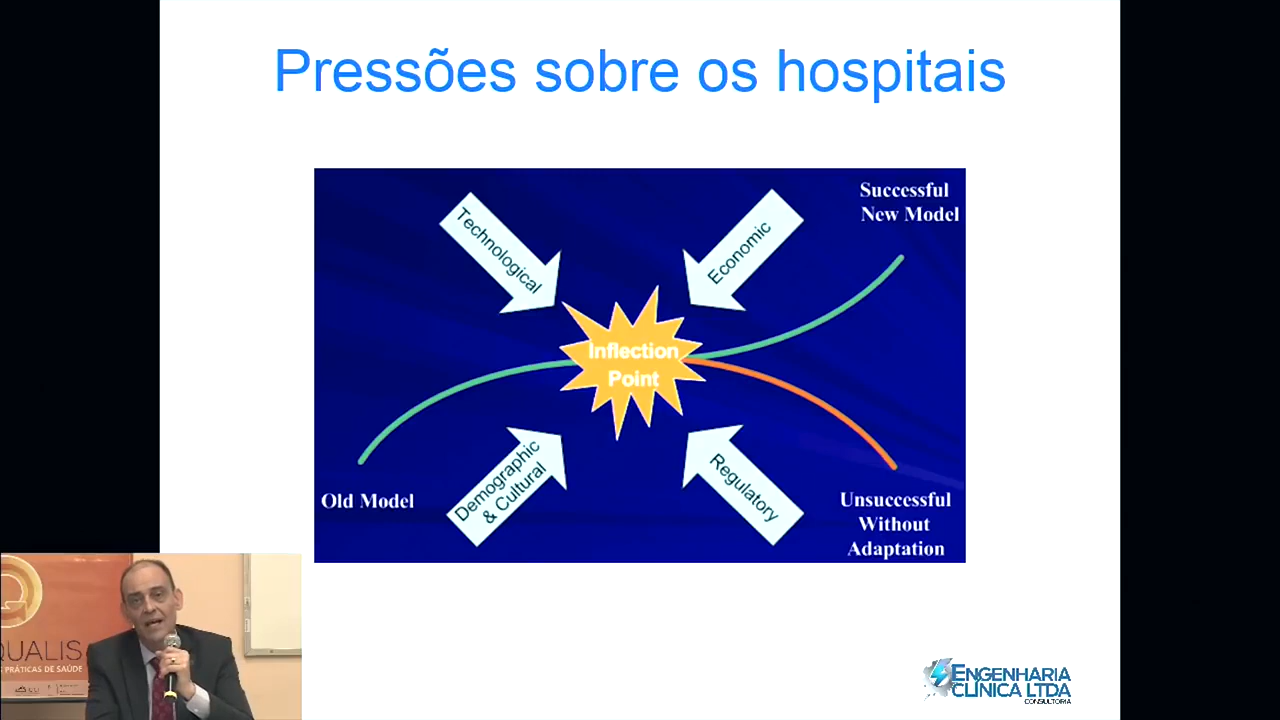 Pressões sobre os hospitais
Successful
New Model
Technological
Economic
Inflection
Point
Old Model
Demographic
& Cultural
Regulatory
Unsuccessful
Without
Adaptation
QUALIS
PRÁTICAS DE SAÚDE
ENGENHARIA
CLÍNICA LTDA
CONSULTORIA